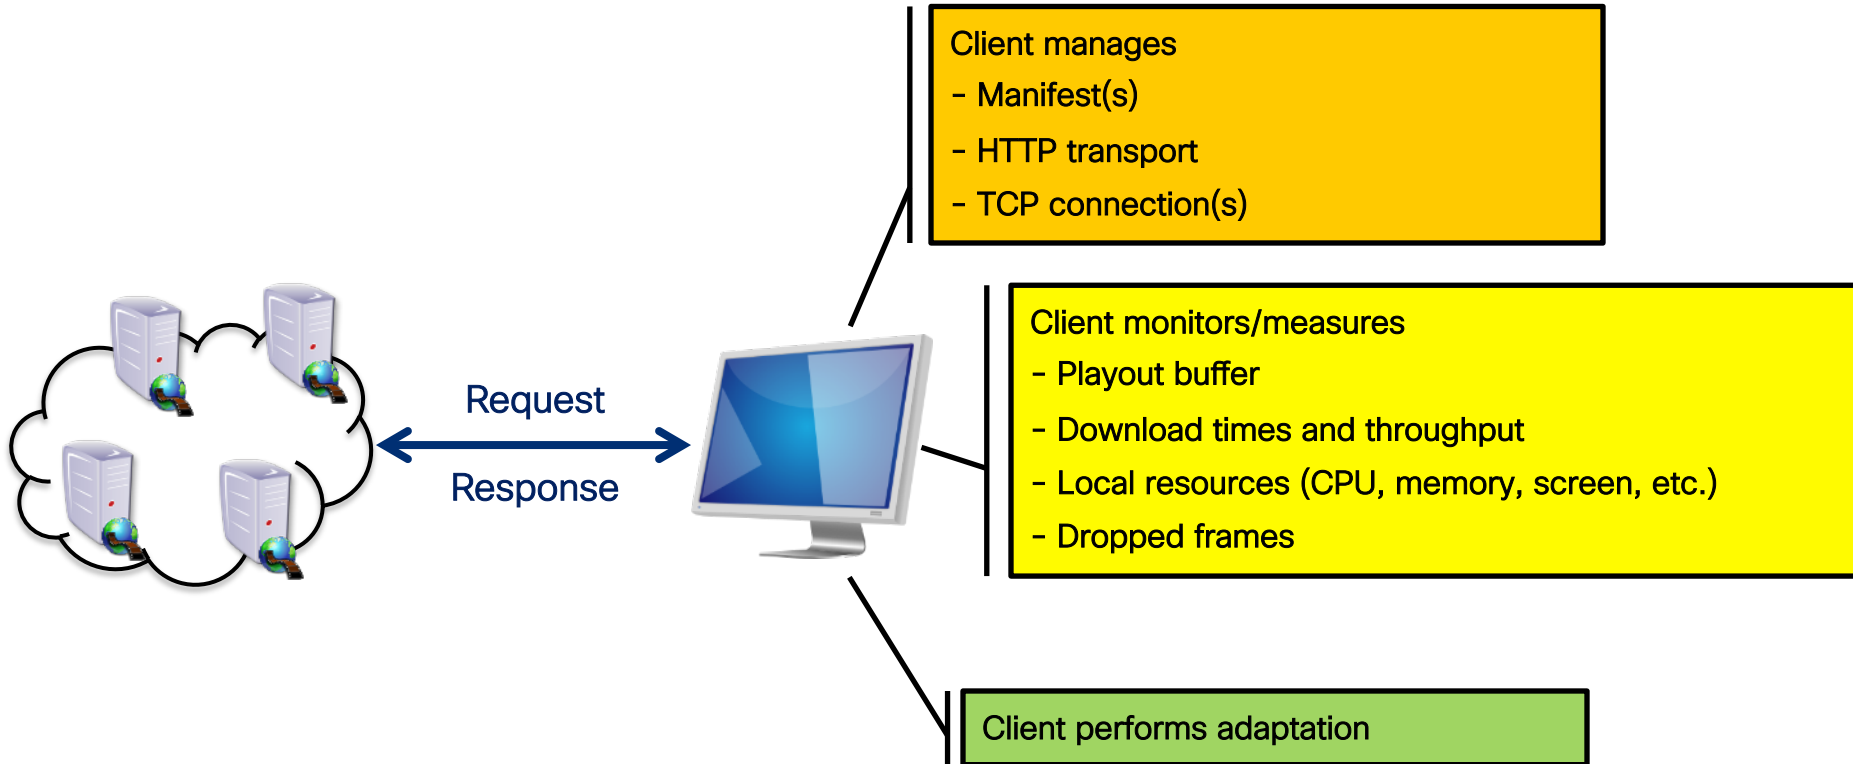 Client manages
- Manifest(s)
- HTTP transport
- TCP connection(s)
Request
Response
Client monitors/measures
- Playout buffer
- Download times and throughput
- Local resources (CPU, memory, screen, etc.)
- Dropped frames
Client performs adaptation